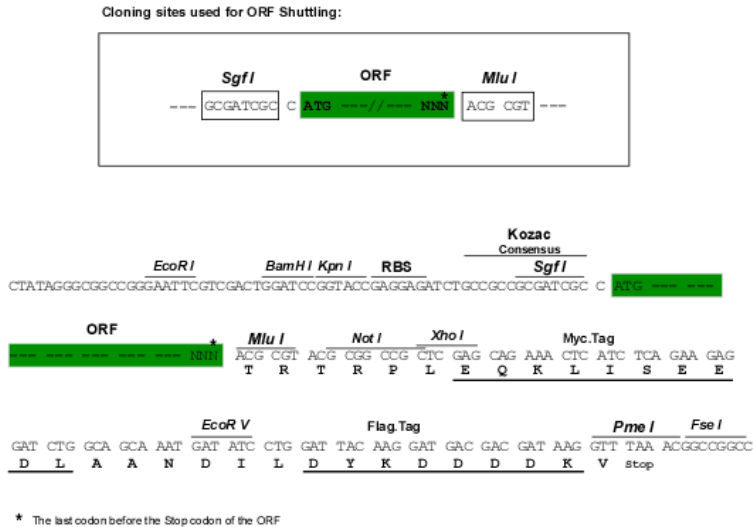 Cloning sites used for ORF Shuttling:
Sgf I ORF Mlu I
--- GCGATCGC C ATG ---//--- NNN* ACG CGT ---
Kozac
Consensus
EcoR I BamH I Kpn I RBS Sgf I
CTATAGGGCGGCCGGGAATTCGTCGACTGGATCCGGTACCGAGGAGATCTGCCGCCGCGATCGC C ATG --- ---
ORF Mlu I Not I Xho I Myc.Tag
--- --- --- --- --- NNN* ACG CGT ACG CGG CCG CTC GAG CAG AAA CTC ATC TCA GAA GAG
T R T R P L E Q K L I S E E
EcoR V Flag.Tag Pme I Fse I
GAT CTG GCA GCA AAT GAT ATC CTG GAT TAC AAG GAT GAC GAC GAT AAG GTT TAA ACGGCCGGCC
D L A A N D I L D Y K D D D D K V Stop
* The last codon before the Stop codon of the ORF